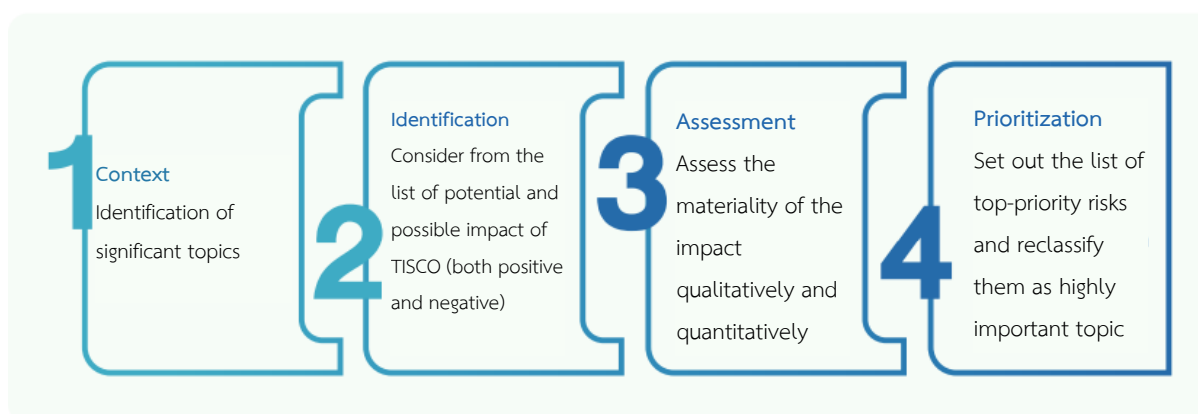 1
Context
Identification of
significant topics
2
Identification
Consider from the
list of potential and
possible impact of
TISCO (both positive
and negative)
3
Assessment
Assess the
materiality of the
impact
qualitatively and
quantitatively
4
Prioritization
Set out the list of
top-priority risks
and reclassify
them as highly
important topic